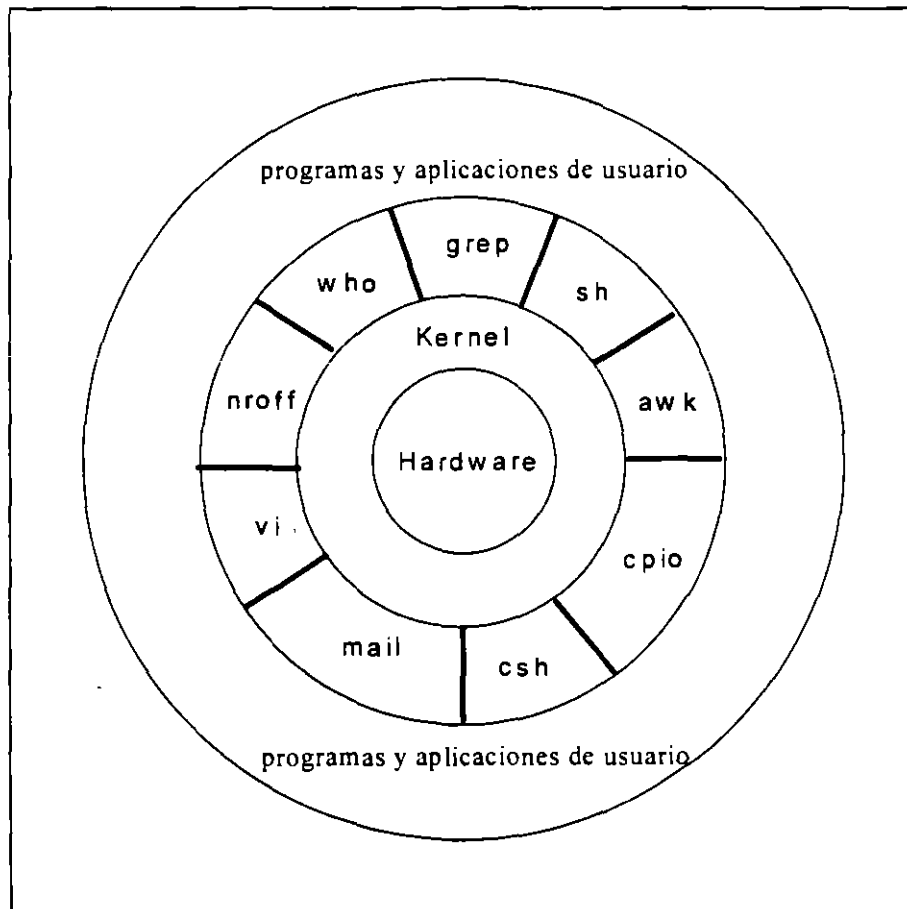 programas y aplicaciones de usuario
grep
who
sh
Kernel
nroff
awk
Hardware
vi
cpio
mail
csh
programas y aplicaciones de usuario